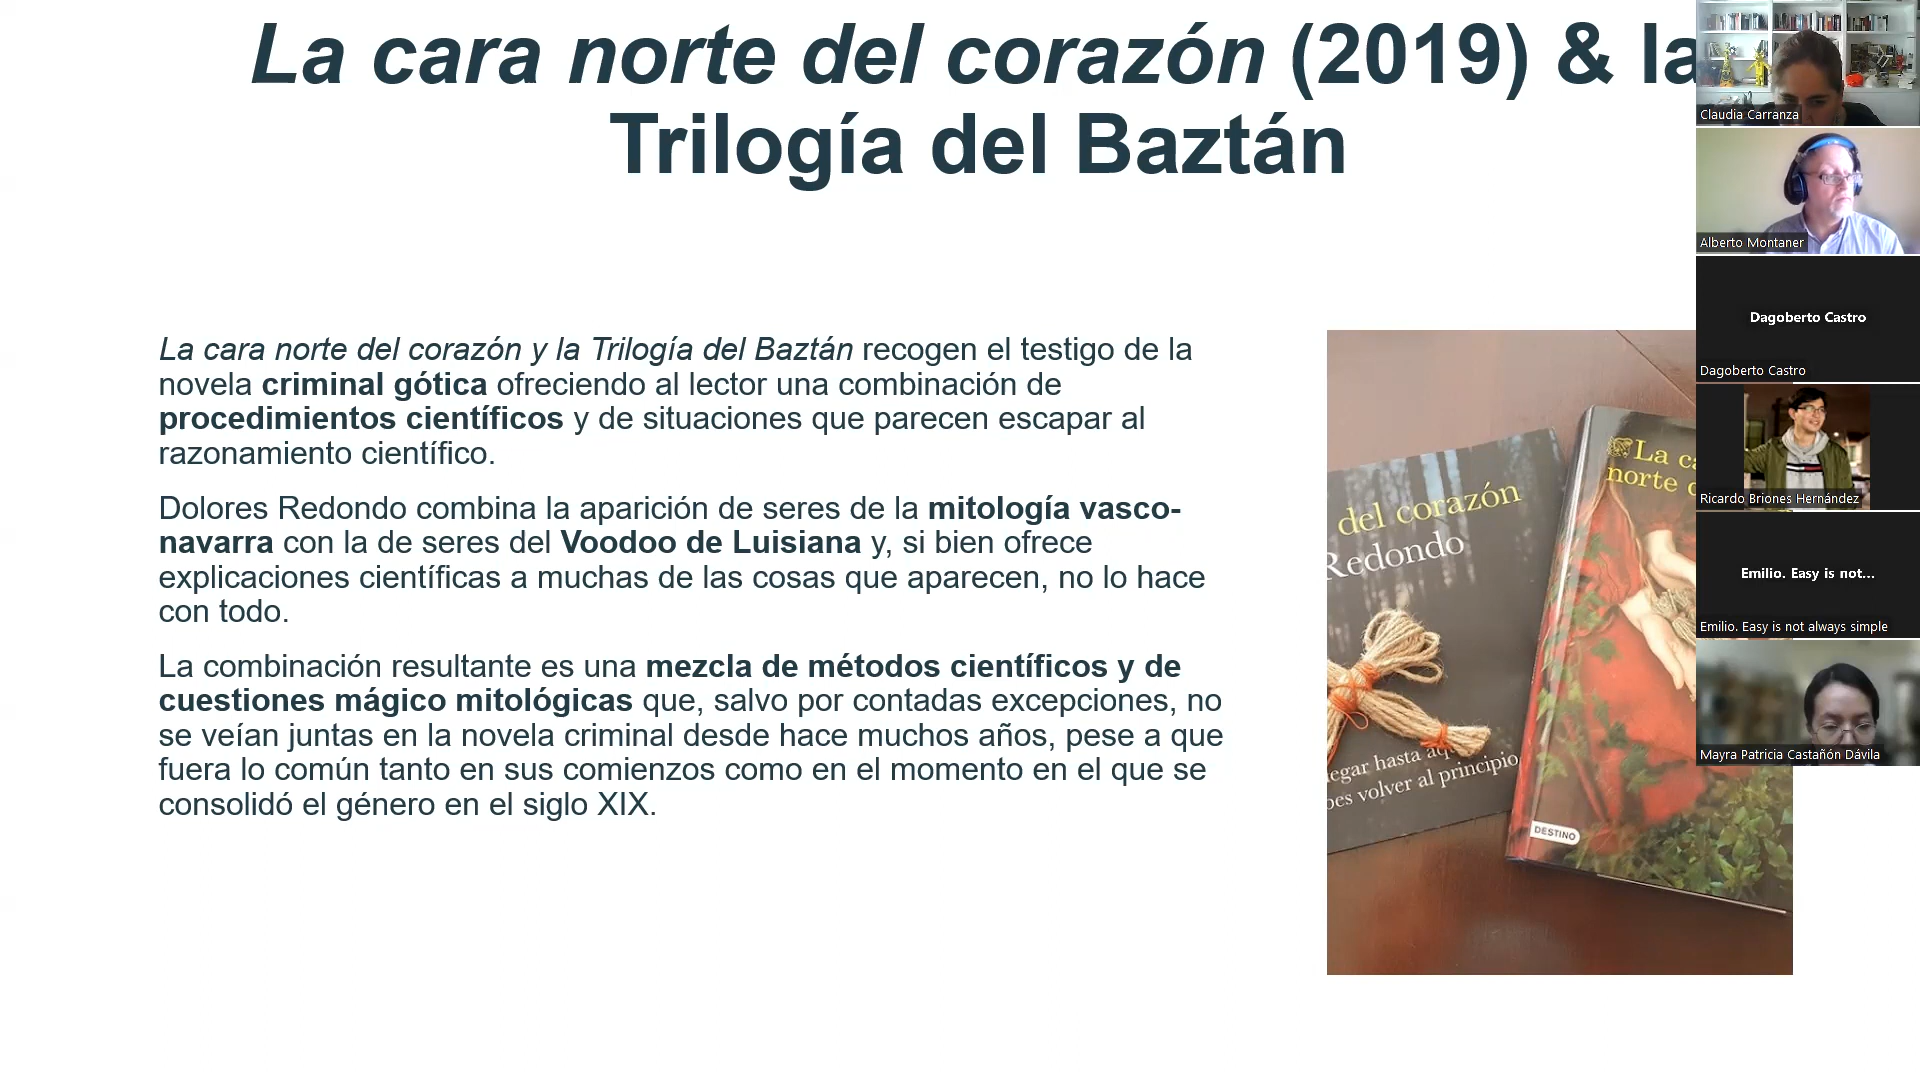 La cara norte del corazón (2019) & la
Trilogía del Baztán
La cara norte del corazón y la Trilogía del Baztán recogen el testigo de la
novela criminal gótica ofreciendo al lector una combinación de
procedimientos científicos y de situaciones que parecen escapar al
razonamiento científico.
Dolores Redondo combina la aparición de seres de la mitología vasco-
navarra con la de seres del Voodoo de Luisiana y, si bien ofrece
explicaciones científicas a muchas de las cosas que aparecen, no lo hace
con todo.
La combinación resultante es una mezcla de métodos científicos y de
cuestiones mágico mitológicas que, salvo por contadas excepciones, no
se veían juntas en la novela criminal desde hace muchos años, pese a que
fuera lo común tanto en sus comienzos como en el momento en el que se
consolidó el género en el siglo XIX.
del corazón
Redondo
legar hasta
volver al principio
La
norte
DESTINO
Claudia Carranza
Alberto Montaner
Dagoberto Castro
Dagoberto Castro
Ricardo Briones Hernández
Emilio. Easy is not...
Emilio. Easy is not always simple
Mayra Patricia Castañón Dávila